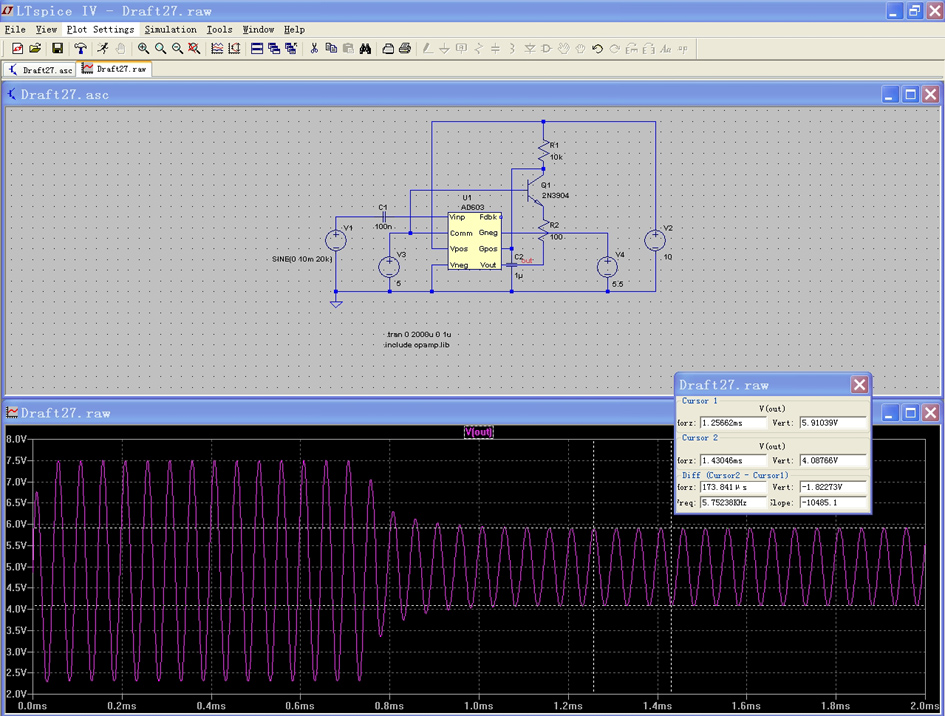 LTspice IV - Draft27.raw
File View Plot Settings Simulation Tools Window Help
Draft27.asc Draft27.raw
Draft27.asc
R1
10k
Q1
2N3904
U1
AD603
C1
100n
Vinp Fdbk
Comm Gneg
Vpos Gpos
Vneg Vout
R2
100
V1
SINE(0 10m 20k)
V3
5
C2
out
1µ
V4
5.5
V2
10
.tran 0 2000u 0 1u
.include opamp.lib
Draft27.raw
Cursor 1
V(out)
Horz: 1.25662ms Vert: 5.91039V
Cursor 2
V(out)
Horz: 1.43046ms Vert: 4.08766V
Diff (Cursor2 - Cursor1)
Horz: 173.841µs Vert: -1.82273V
Freq: 5.75238KHz Slope: -10485.1
Draft27.raw
V(out)
8.0V
7.5V
7.0V
6.5V
6.0V
5.5V
5.0V
4.5V
4.0V
3.5V
3.0V
2.5V
2.0V
0.0ms 0.2ms 0.4ms 0.6ms 0.8ms 1.0ms 1.2ms 1.4ms 1.6ms 1.8ms 2.0ms